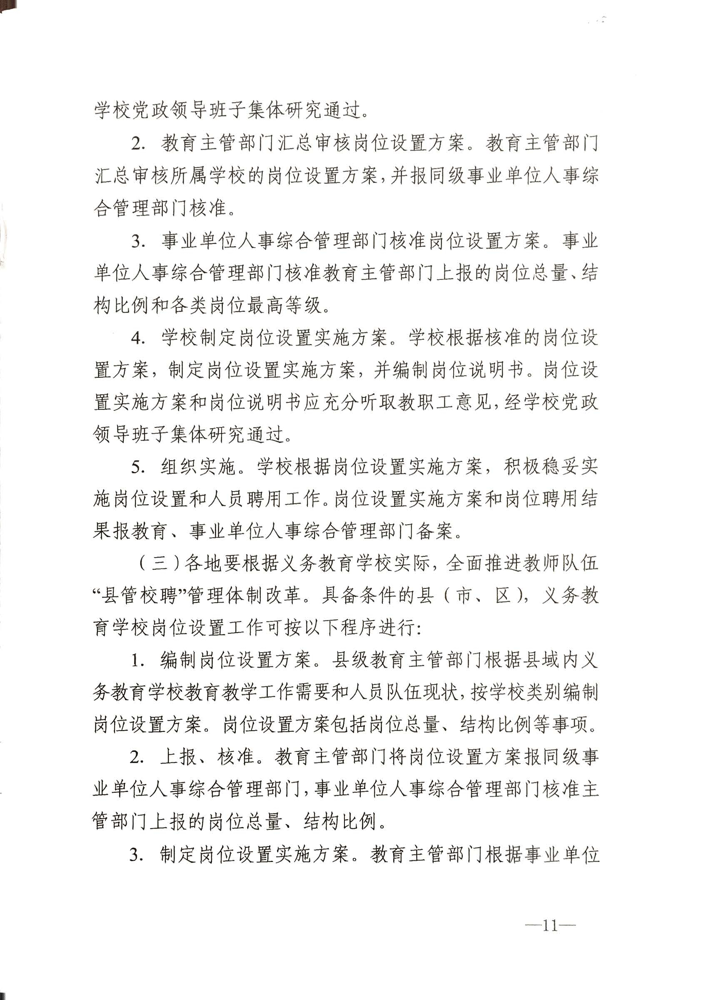 学校党政领导班子集体研究通过。
2. 教育主管部门汇总审核岗位设置方案。教育主管部门
汇总审核所属学校的岗位设置方案,并报同级事业单位人事综
合管理部门核准。
3. 事业单位人事综合管理部门核准岗位设置方案。事业
单位人事综合管理部门核准教育主管部门上报的岗位总量、结
构比例和各类岗位最高等级。
4. 学校制定岗位设置实施方案。学校根据核准的岗位设
置方案，制定岗位设置实施方案，并编制岗位说明书。岗位设
置实施方案和岗位说明书应充分听取教职工意见,经学校党政
领导班子集体研究通过。
5. 组织实施。学校根据岗位设置实施方案，积极稳妥实
施岗位设置和人员聘用工作。岗位设置实施方案和岗位聘用结
果报教育、事业单位人事综合管理部门备案。
（三）各地要根据义务教育学校实际，全面推进教师队伍
“县管校聘”管理体制改革。具备条件的县（市、区），义务教
育学校岗位设置工作可按以下程序进行：
1. 编制岗位设置方案。县级教育主管部门根据县域内义
务教育学校教育教学工作需要和人员队伍现状,按学校类别编制
岗位设置方案。岗位设置方案包括岗位总量、结构比例等事项。
2. 上报、核准。教育主管部门将岗位设置方案报同级事
业单位人事综合管理部门,事业单位人事综合管理部门核准主
管部门上报的岗位总量、结构比例。
3. 制定岗位设置实施方案。教育主管部门根据事业单位
—11—